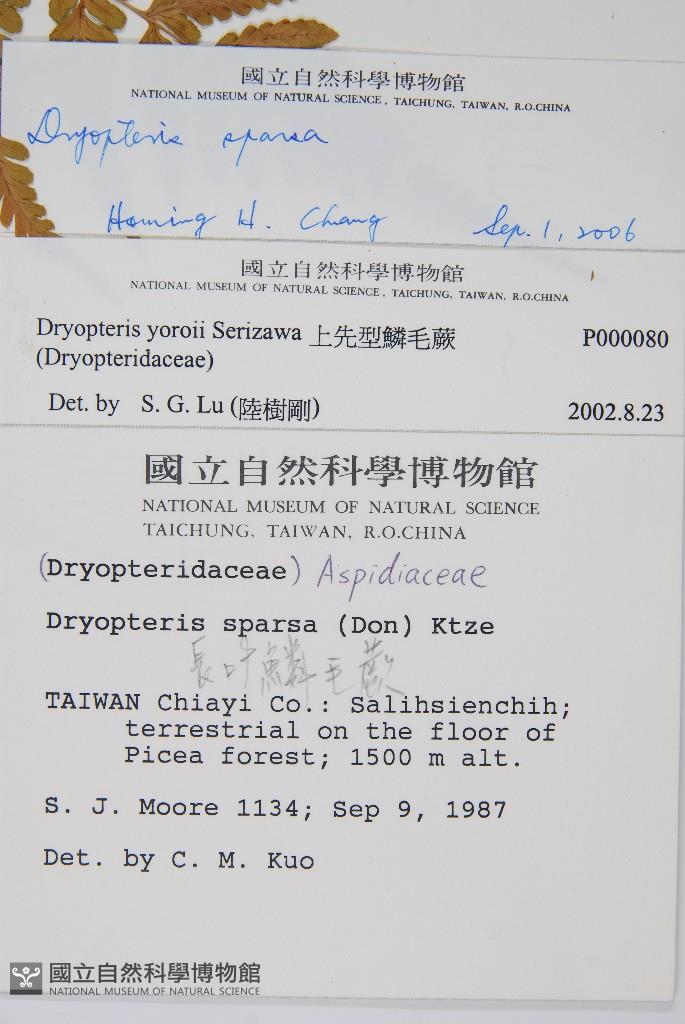 國立自然科學博物館
NATIONAL MUSEUM OF NATURAL SCIENCE, TAICHUNG, TAIWAN, R.O.CHINA
Dryopteris sparsa
Homing H. Chang Sep. 1, 2006
國立自然科學博物館
NATIONAL MUSEUM OF NATURAL SCIENCE, TAICHUNG, TAIWAN, R.O.CHINA
Dryopteris yoroii Serizawa 上先型鱗毛蕨 P000080
(Dryopteridaceae)
Det. by S. G. Lu (陸樹剛) 2002.8.23
國立自然科學博物館
NATIONAL MUSEUM OF NATURAL SCIENCE
TAICHUNG, TAIWAN, R.O.CHINA
(Dryopteridaceae) Aspidiaceae
Dryopteris sparsa (Don) Ktze
長叶鱗毛蕨
TAIWAN Chiayi Co.: Salihsienchih;
terrestrial on the floor of
Picea forest; 1500 m alt.
S. J. Moore 1134; Sep 9, 1987
Det. by C. M. Kuo
國立自然科學博物館
NATIONAL MUSEUM OF NATURAL SCIENCE